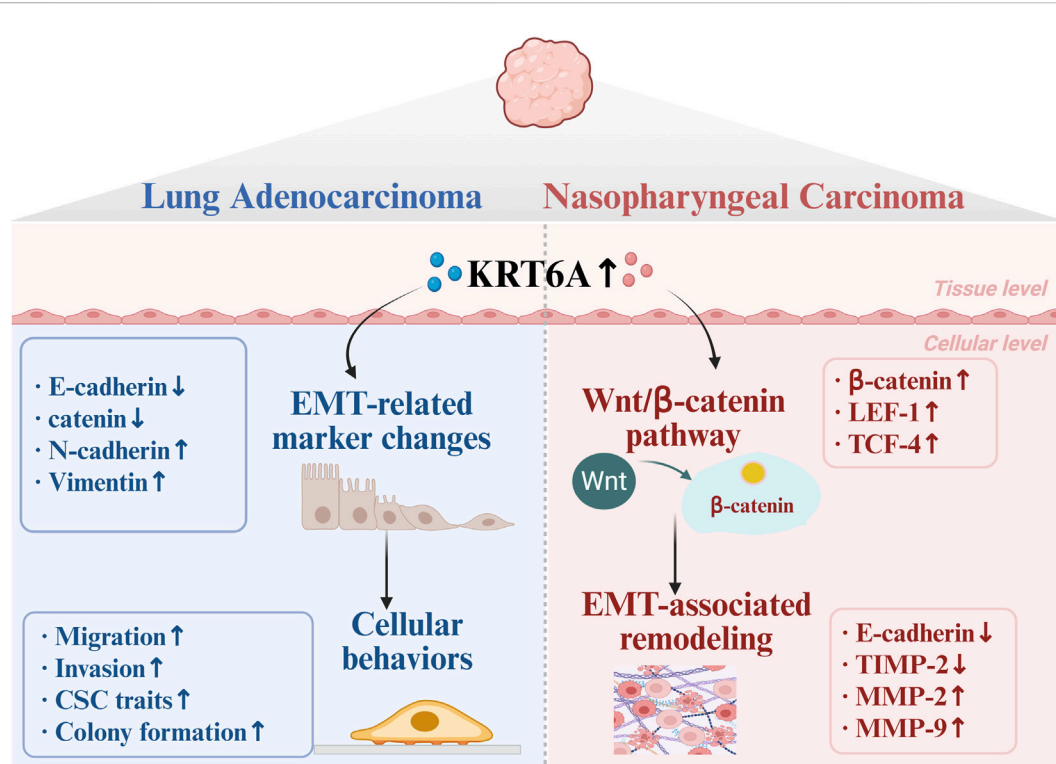 Lung Adenocarcinoma
Nasopharyngeal Carcinoma
KRT6A↑
Tissue level
Cellular level
· E-cadherin↓
· catenin↓
· N-cadherin↑
· Vimentin↑
EMT-related
marker changes
· Migration↑
· Invasion↑
· CSC traits↑
· Colony formation↑
Cellular
behaviors
Wnt/β-catenin
pathway
· β-catenin↑
· LEF-1↑
· TCF-4↑
Wnt
β-catenin
EMT-associated
remodeling
· E-cadherin↓
· TIMP-2↓
· MMP-2↑
· MMP-9↑